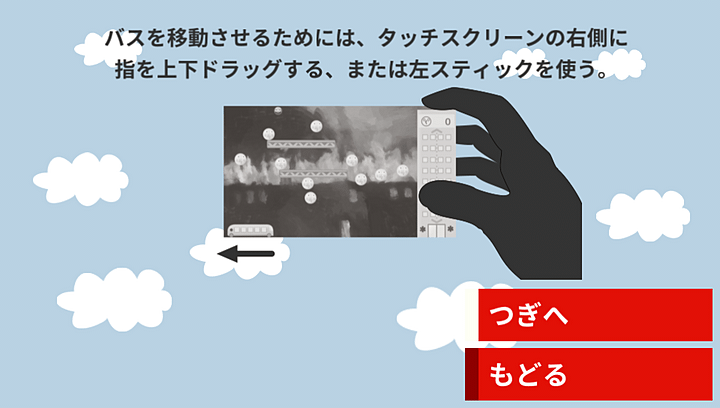 バスを移動させるためには、タッチスクリーンの右側に
指を上下ドラッグする、または左スティックを使う。
0
つぎへ
もどる